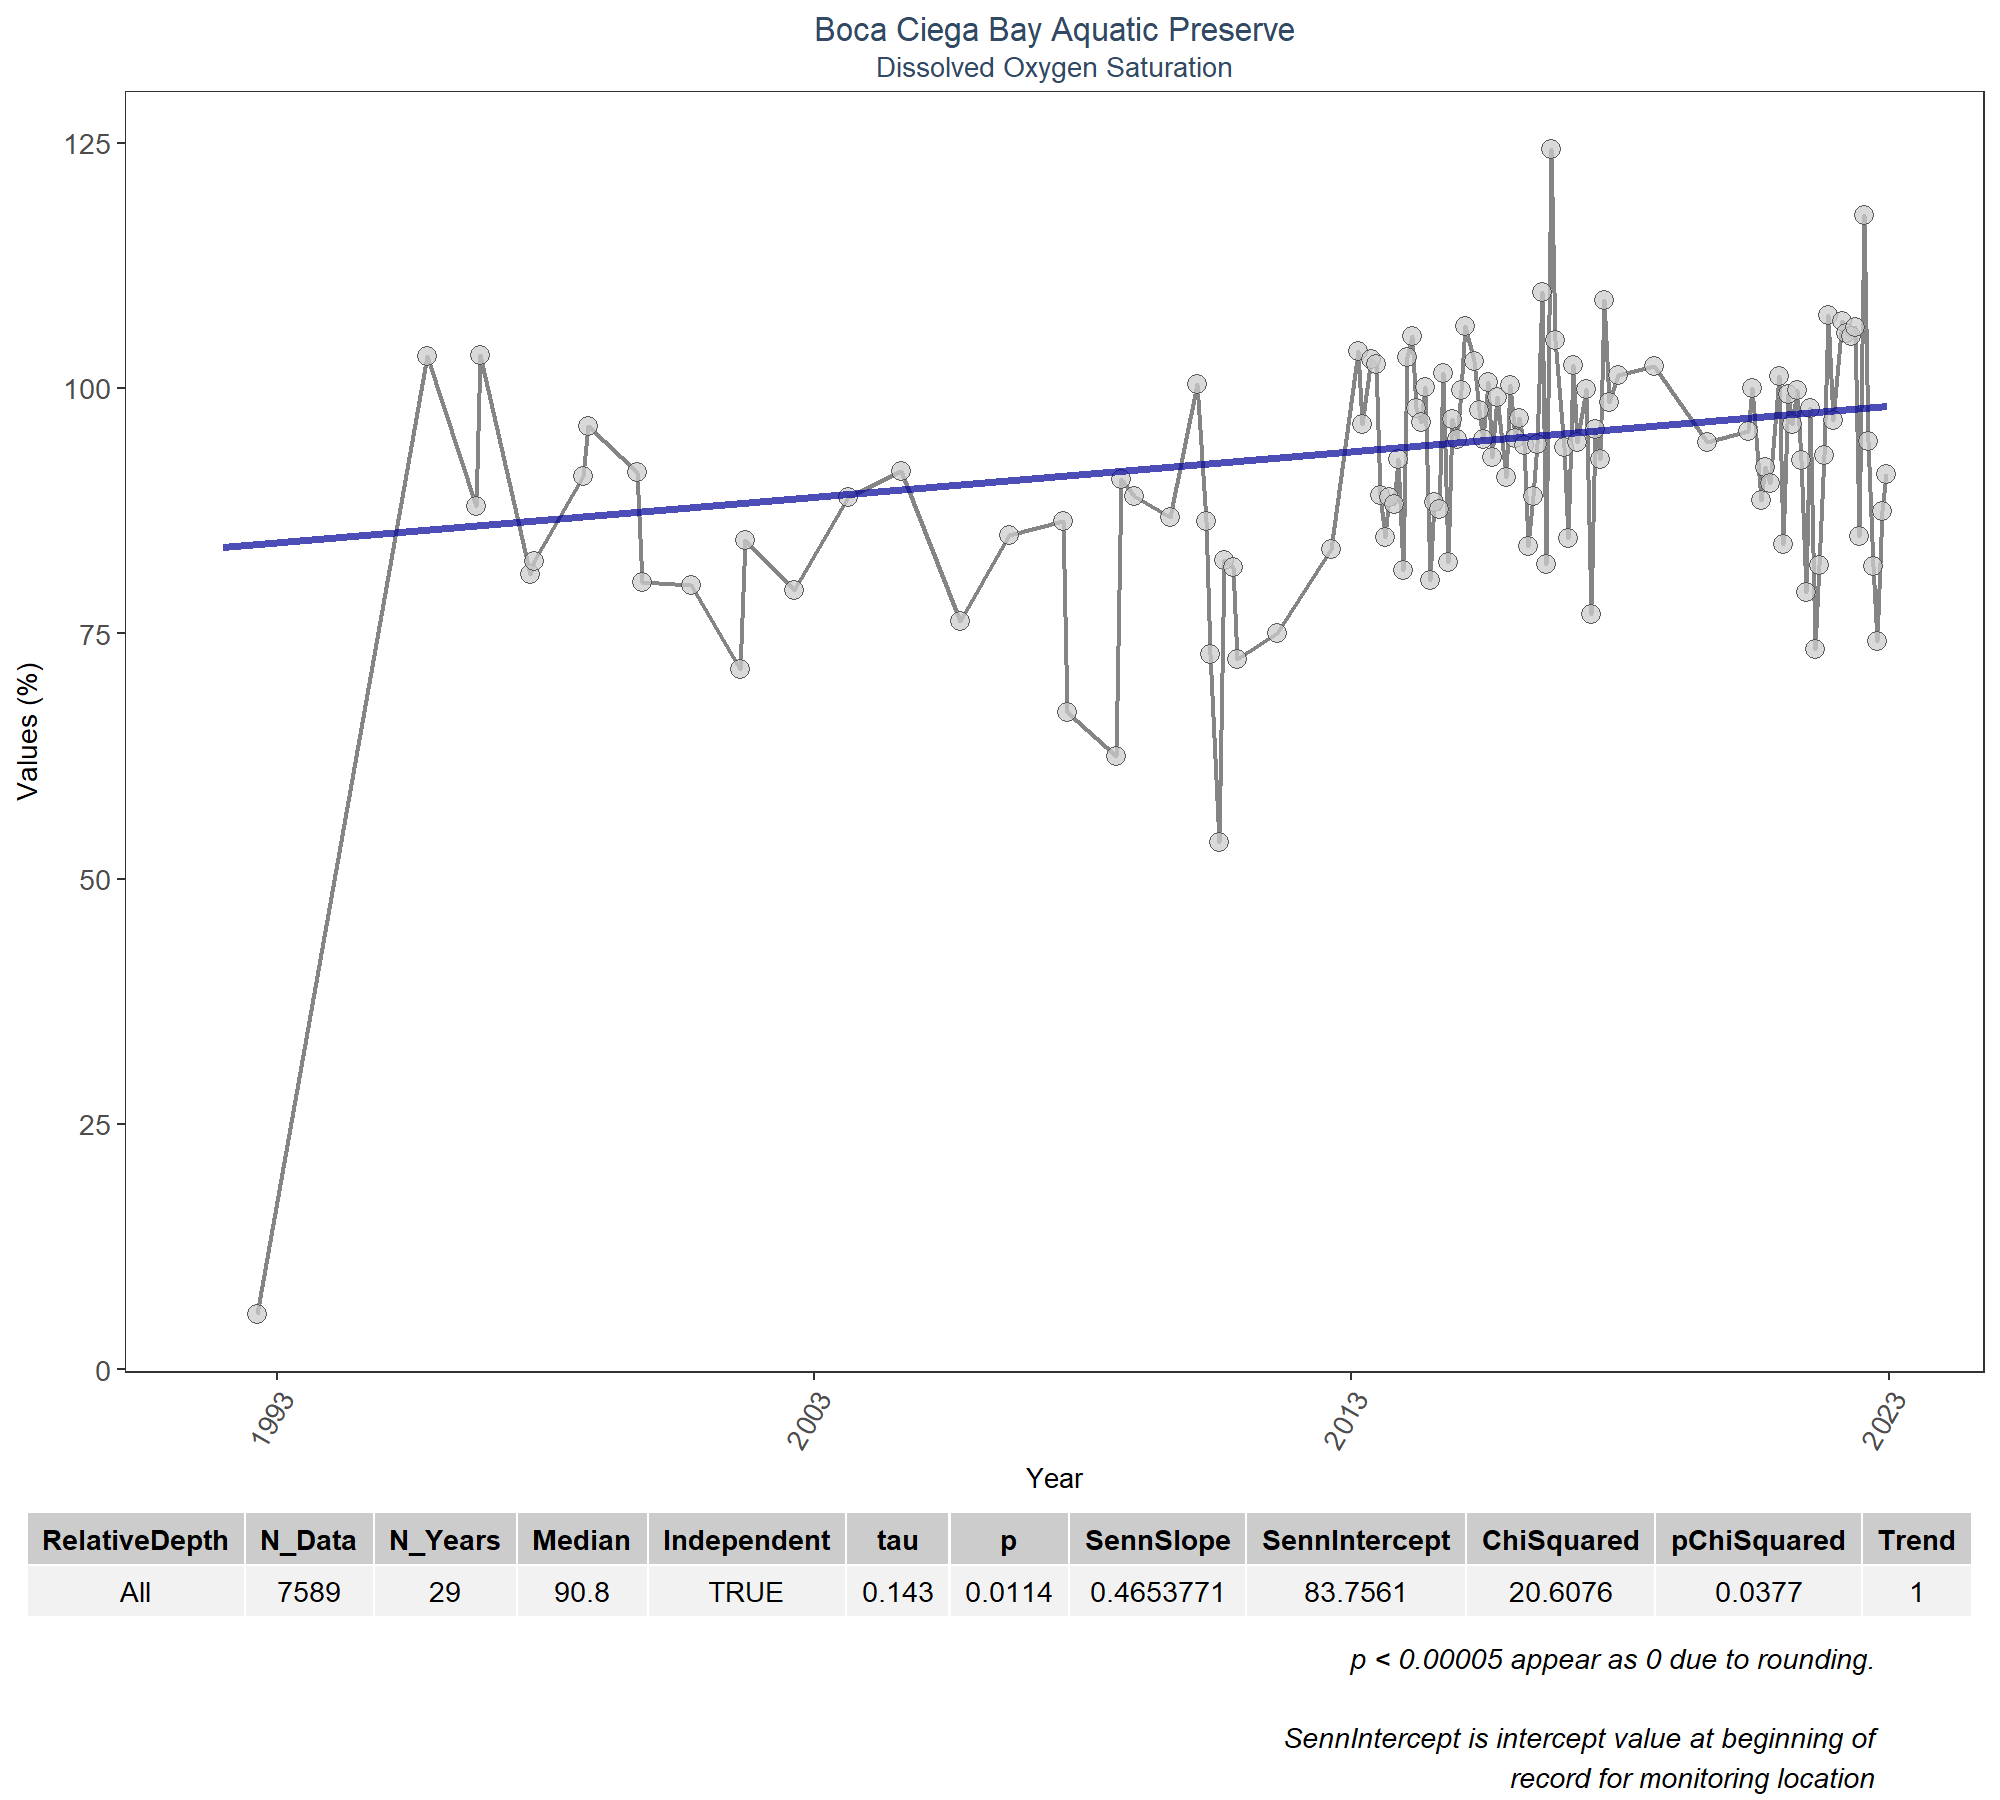 Boca Ciega Bay Aquatic Preserve
Dissolved Oxygen Saturation
125
100
75
50
25
0
Values (%)
1993
2003
2013
2023
Year
RelativeDepth N_Data N_Years Median Independent tau p SennSlope SennIntercept ChiSquared pChiSquared Trend
All 7589 29 90.8 TRUE 0.143 0.0114 0.4653771 83.7561 20.6076 0.0377 1
p < 0.00005 appear as 0 due to rounding.
SennIntercept is intercept value at beginning of
record for monitoring location